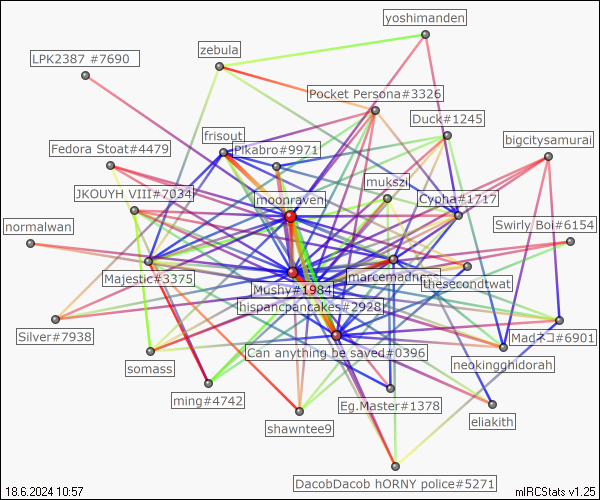 yoshimanden
zebula
LPK2387 #7690
Pocket Persona#3326
Duck#1245
frisout
Pikabro#9971
bigcitysamurai
Fedora Stoat#4479
mukszi
JKOUYH VIII#7034
moonraven
Cypha#1717
normalwan
Swirly Boi#6154
Majestic#3375
marcemadness
Mushy#1984
thesecondtwat
hispancpancakes#2928
Silver#7938
Madネコ#6901
Can anything be saved#0396
neokingghidorah
somass
ming#4742
Eg.Master#1378
shawntee9
eliakith
DacobDacob hORNY police#5271
18.6.2024 10:57
mIRCStats v1.25